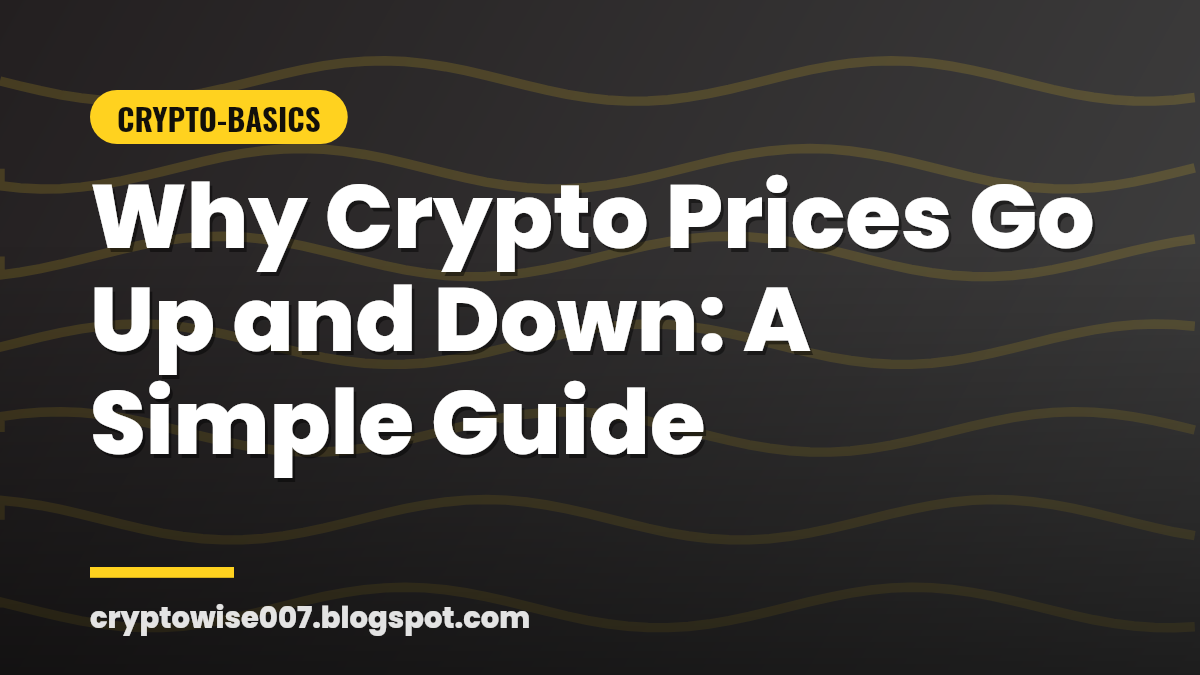 CRYPTO-BASICS
Why Crypto Prices Go
Up and Down: A
Simple Guide
cryptowise007.blogspot.com